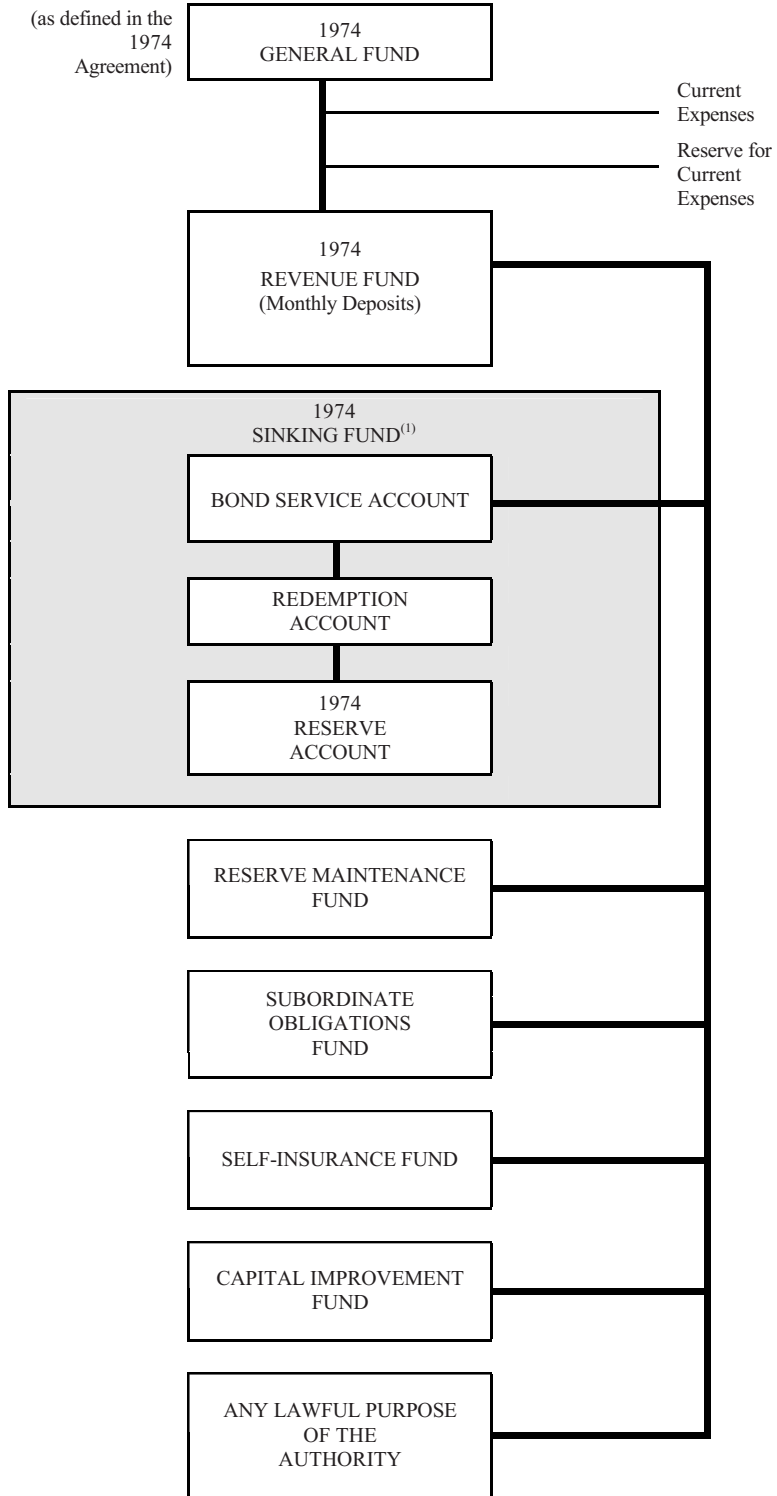 (as defined in the
1974
Agreement)
1974
GENERAL FUND
Current
Expenses
Reserve for
Current
Expenses
1974
REVENUE FUND
(Monthly Deposits)
1974
SINKING FUND(1)
BOND SERVICE ACCOUNT
REDEMPTION
ACCOUNT
1974
RESERVE
ACCOUNT
RESERVE MAINTENANCE
FUND
SUBORDINATE
OBLIGATIONS
FUND
SELF-INSURANCE FUND
CAPITAL IMPROVEMENT
FUND
ANY LAWFUL PURPOSE
OF THE
AUTHORITY